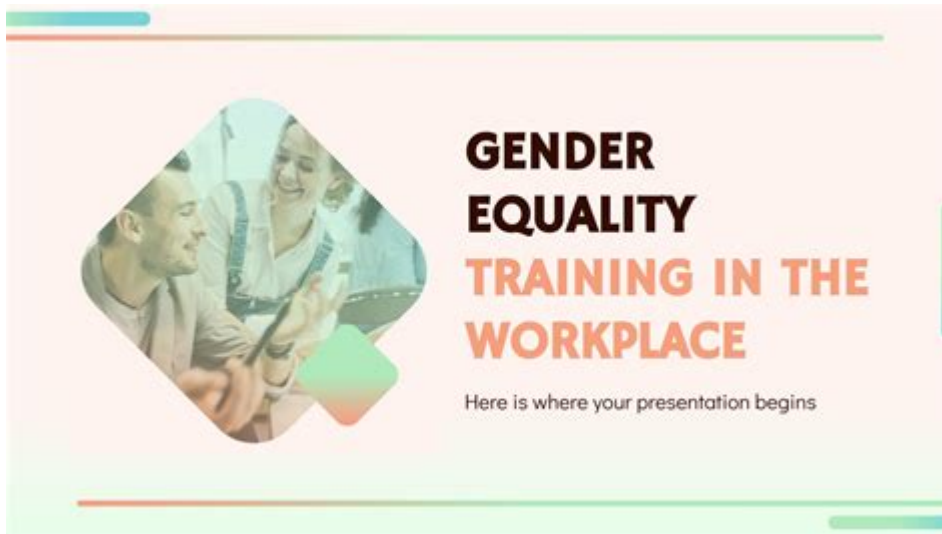 GENDER
EQUALITY
TRAINING IN THE
WORKPLACE
Here is where your presentation begins